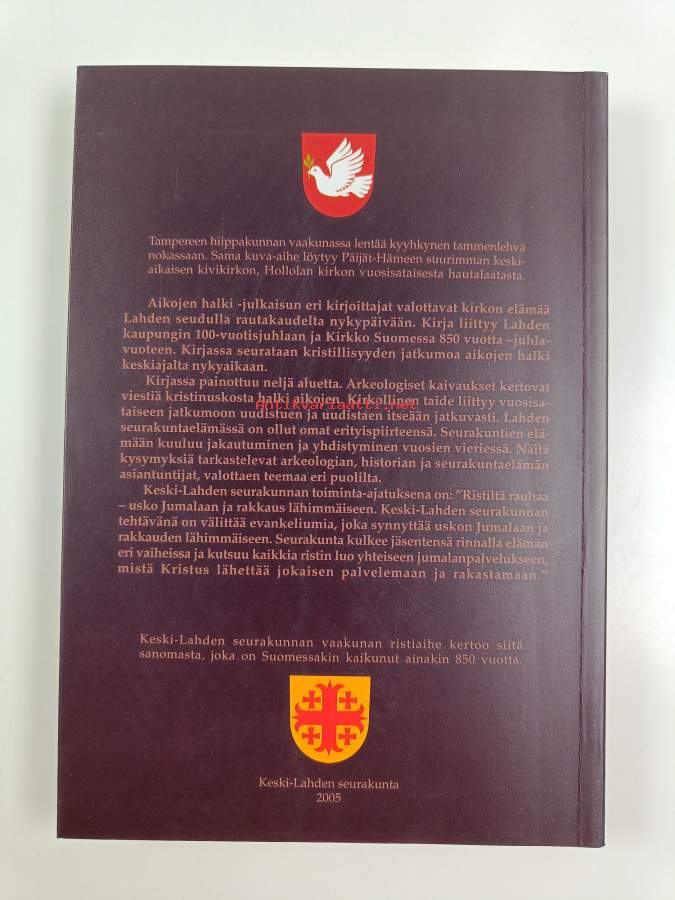 Tampereen hiippakunnan vaakunassa lentää kyyhkynen tammenlehvä
nokassaan. Sama kuva-aihe löytyy Päijät-Hämeen suurimman keski-
aikaisen kivikirkon, Hollolan kirkon vuosisataisesta hautalaatasta.
Aikojen halki -julkaisun eri kirjoittajat valottavat kirkon elämää
Lahden seudulla rautakaudelta nykypäivään. Kirja liittyy Lahden
kaupungin 100-vuotisjuhlaan ja Kirkko Suomessa 850 vuotta –juhla-
vuoteen. Kirjassa seurataan kristillisyyden jatkumoa aikojen halki
keskiajalta nykyaikaan.
Kirjassa painottuu neljä aluetta. Arkeologiset kaivaukset kertovat
viestiä kristinuskosta halki aikojen. Kirkollinen taide liittyy vuosisa-
Antikvariaatti.net
taiseen jatkumoon uudistuen ja uudistaen itseään jatkuvasti. Lahden
seurakuntaelämässä on ollut omat erityispiirteensä. Seurakuntien elä-
mään kuuluu jakautuminen ja yhdistyminen vuosien vieriessä. Näitä
kysymyksiä tarkastelevat arkeologian, historian ja seurakuntaelämän
asiantuntijat, valottaen teemaa eri puolilta.
Keski-Lahden seurakunnan toiminta-ajatuksena on: ”Ristiltä rauhaa
– usko Jumalaan ja rakkaus lähimmäiseen. Keski-Lahden seurakunnan
tehtävänä on välittää evankeliumia, joka synnyttää uskon Jumalaan ja
rakkauden lähimmäiseen. Seurakunta kulkee jäsentensä rinnalla elämän
eri vaiheissa ja kutsuu kaikkia ristin luo yhteiseen jumalanpalvelukseen,
mistä Kristus lähettää jokaisen palvelemaan ja rakastamaan.”
Keski-Lahden seurakunnan vaakunan ristiaihe kertoo siitä
sanomasta, joka on Suomessakin kaikunut ainakin 850 vuotta.
Keski-Lahden seurakunta
2005